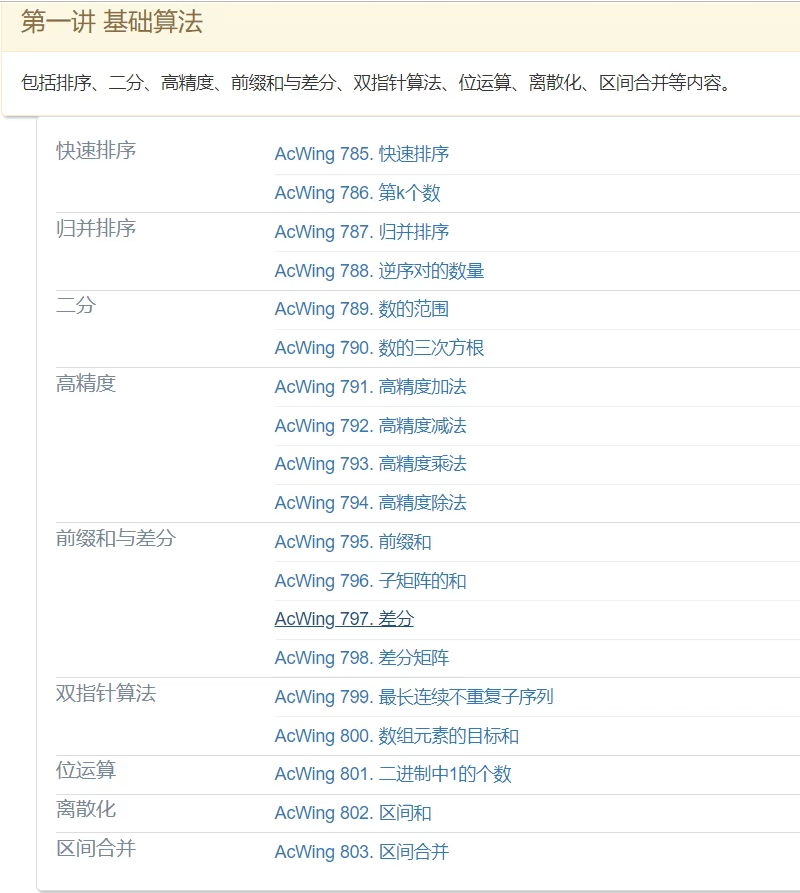 第一讲 基础算法
包括排序、二分、高精度、前缀和与差分、双指针算法、位运算、离散化、区间合并等内容。
快速排序 AcWing 785. 快速排序
AcWing 786. 第k个数
归并排序 AcWing 787. 归并排序
AcWing 788. 逆序对的数量
二分 AcWing 789. 数的范围
AcWing 790. 数的三次方根
高精度 AcWing 791. 高精度加法
AcWing 792. 高精度减法
AcWing 793. 高精度乘法
AcWing 794. 高精度除法
前缀和与差分 AcWing 795. 前缀和
AcWing 796. 子矩阵的和
AcWing 797. 差分
AcWing 798. 差分矩阵
双指针算法 AcWing 799. 最长连续不重复子序列
AcWing 800. 数组元素的目标和
位运算 AcWing 801. 二进制中1的个数
离散化 AcWing 802. 区间和
区间合并 AcWing 803. 区间合并